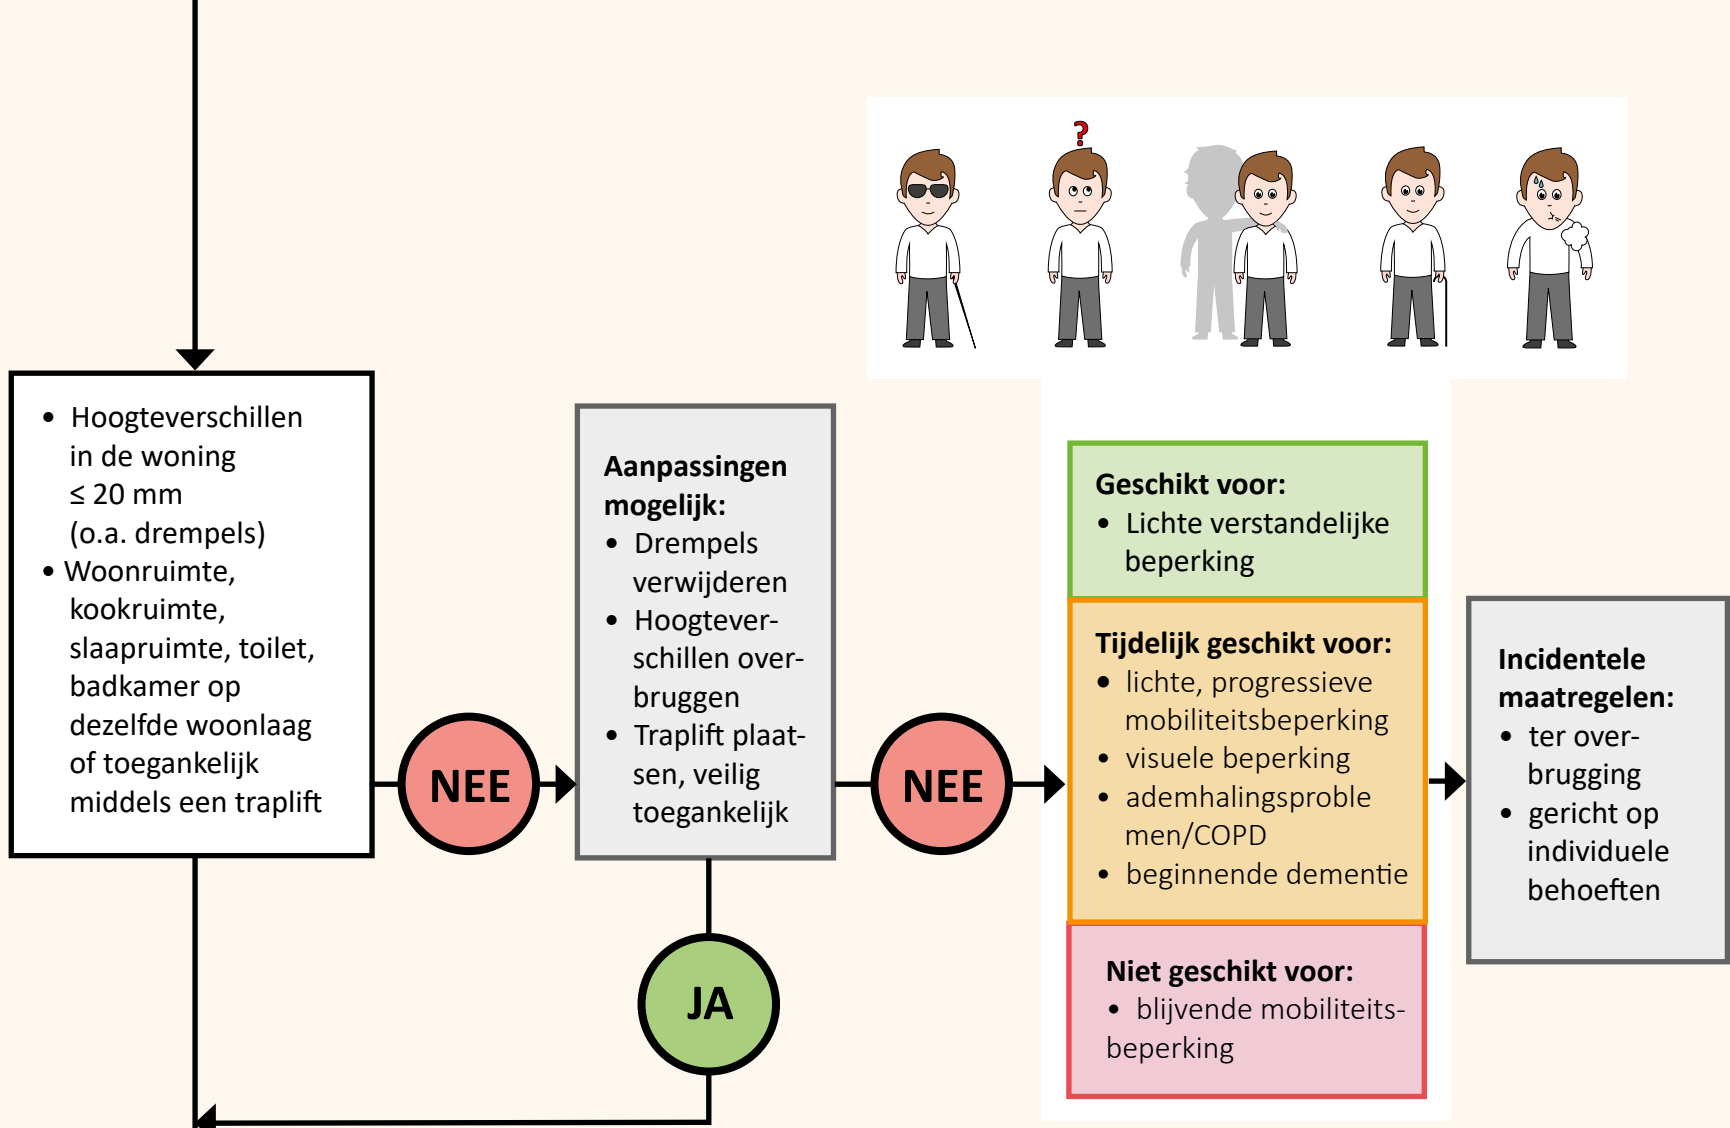 ?
• Hoogteverschillen
in de woning
≤ 20 mm
(o.a. drempels)
• Woonruimte,
kookruimte,
slaapruimte, toilet,
badkamer op
dezelfde woonlaag
of toegankelijk
middels een traplift
NEE
Aanpassingen
mogelijk:
• Drempels
verwijderen
• Hoogtever-
schillen over-
bruggen
• Traplift plaat-
sen, veilig
toegankelijk
JA
NEE
Geschikt voor:
• Lichte verstandelijke
beperking
Tijdelijk geschikt voor:
• lichte, progressieve
mobiliteitsbeperking
• visuele beperking
• ademhalingsproble
men/COPD
• beginnende dementie
Niet geschikt voor:
• blijvende mobiliteits-
beperking
Incidentele
maatregelen:
• ter over-
brugging
• gericht op
individuele
behoeften